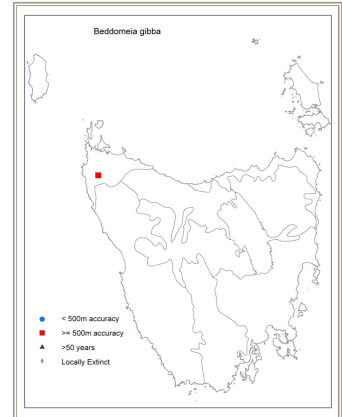 Beddomeia gibba
< 500m accuracy
>= 500m accuracy
>50 years
Locally Extinct